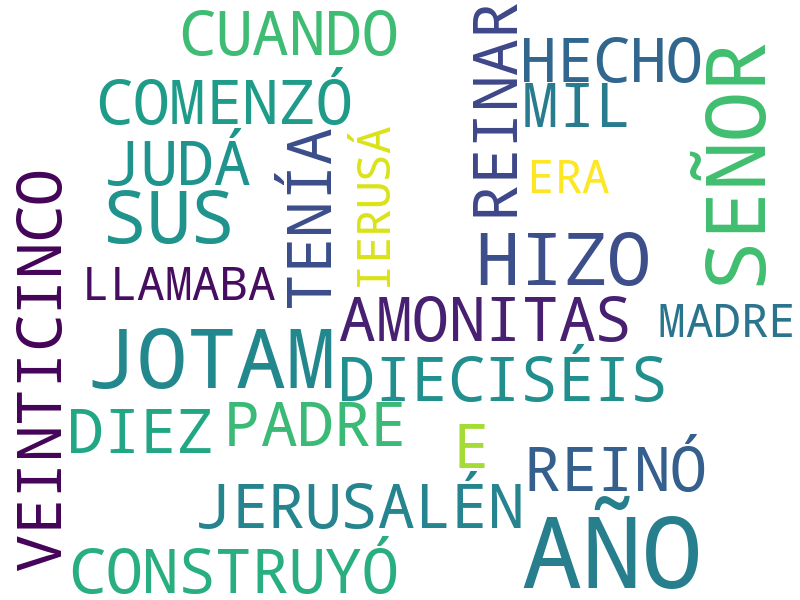 CUANDO
REINAR
HECHO
SEÑOR
COMENZÓ
MIL
JUDÁ
TENÍA
IERUSÁ
ERA
SUS
VEINTICINCO
HIZO
LLAMABA
AMONITAS
MADRE
JOTAM
DIECISÉIS
DIEZ
PADRE
E
REINÓ
JERUSALÉN
AÑO
CONSTRUYÓ